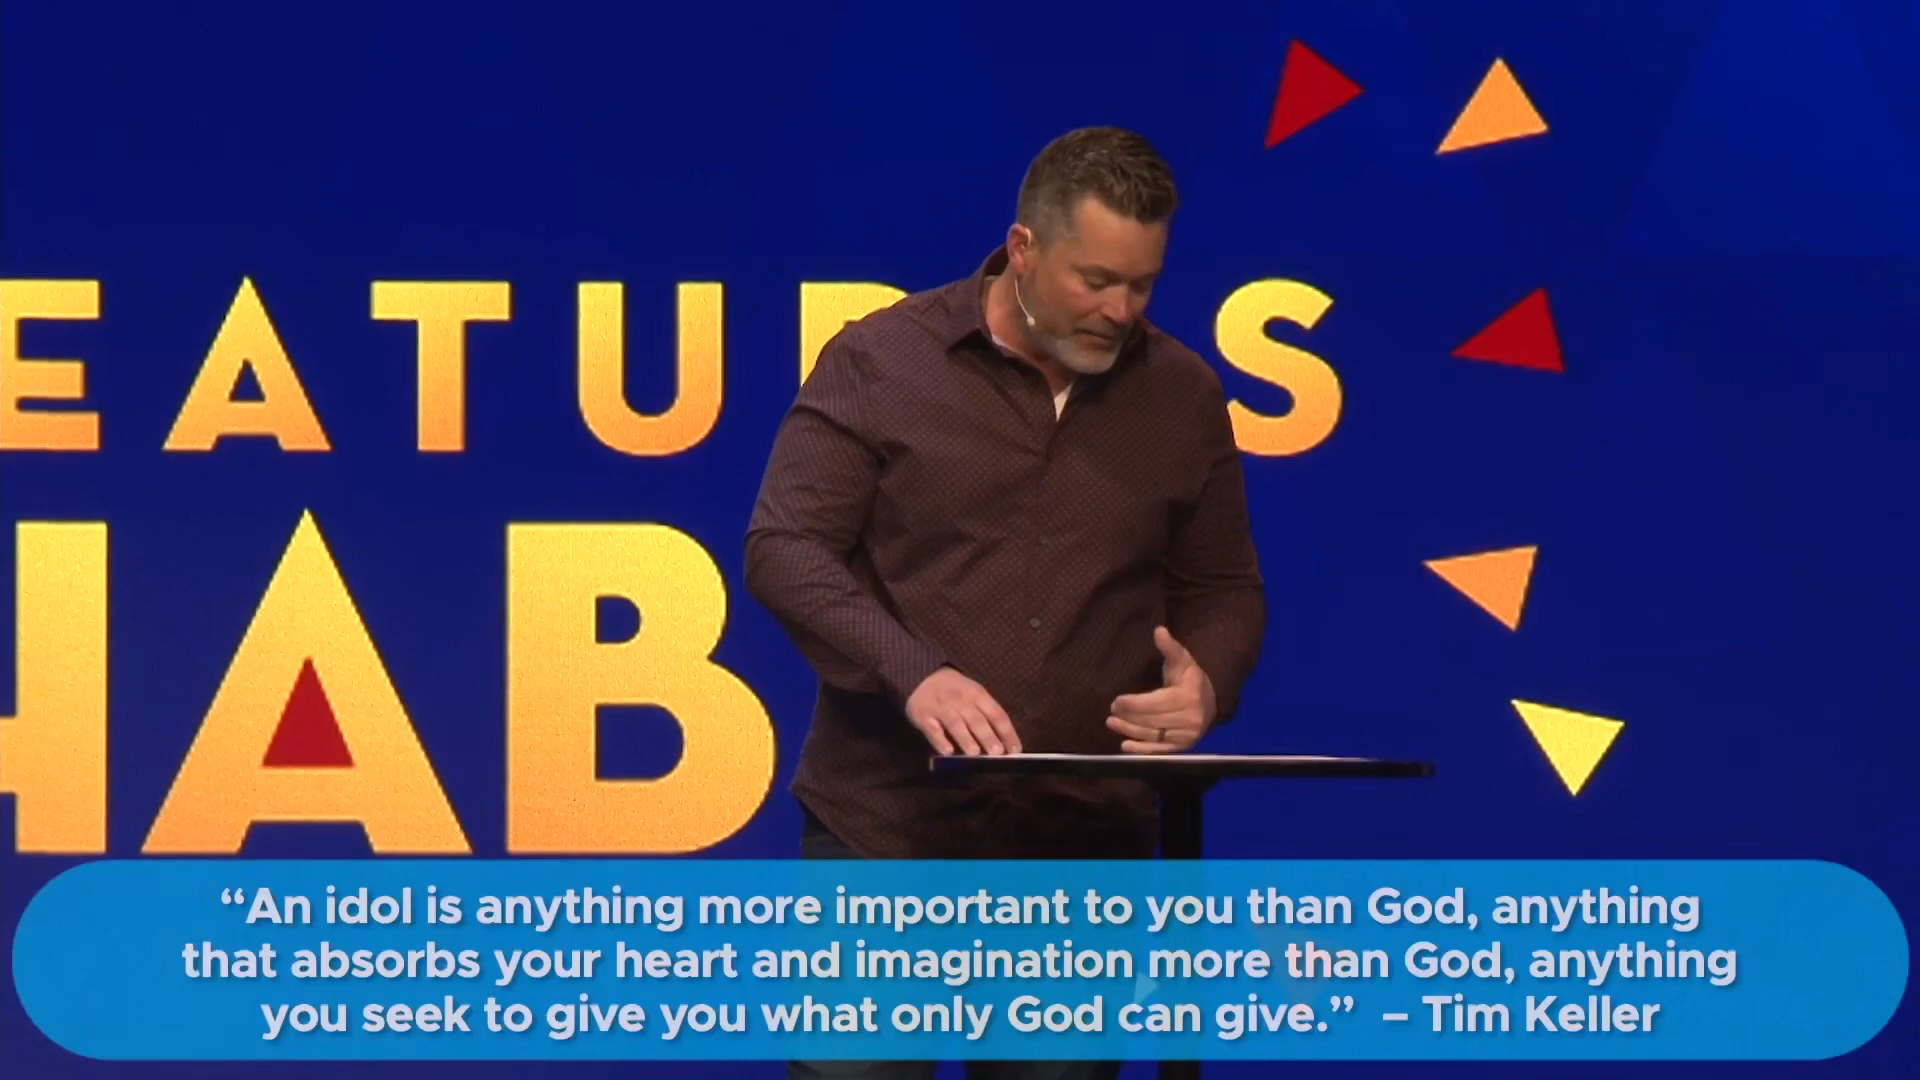 EATU S
HAB
“An idol is anything more important to you than God, anything
that absorbs your heart and imagination more than God, anything
you seek to give you what only God can give.” – Tim Keller